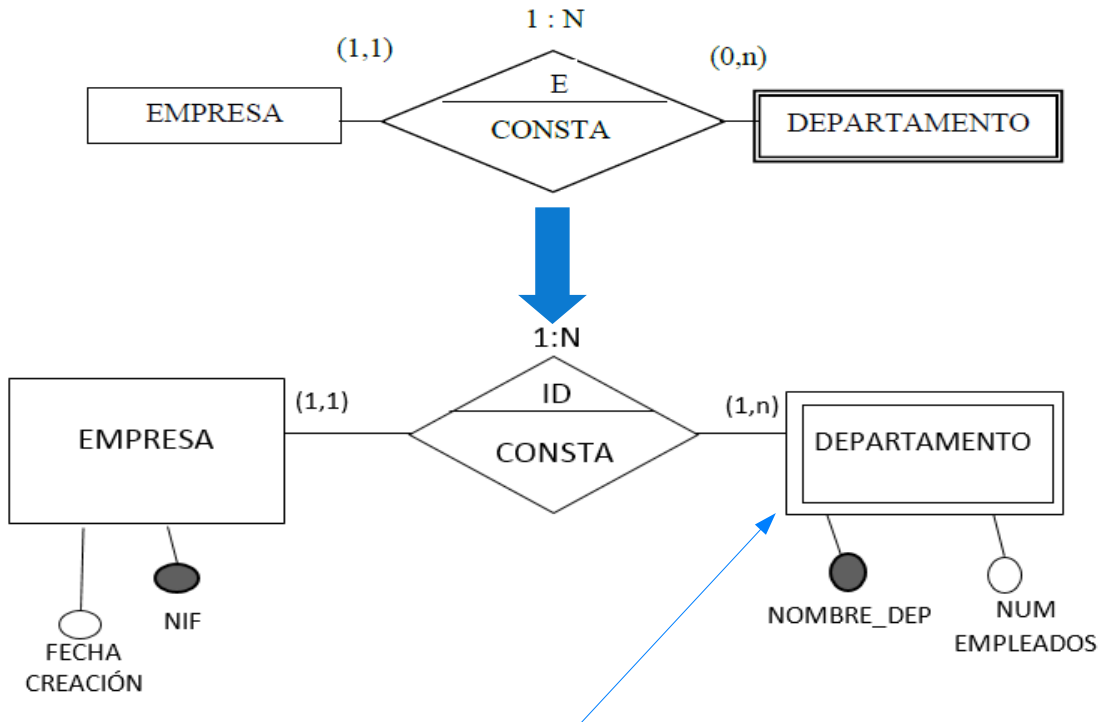 1 : N
(1,1)
(0,n)
E
EMPRESA
CONSTA
DEPARTAMENTO
1:N
ID
(1,1)
(1,n)
EMPRESA
CONSTA
DEPARTAMENTO
NIF
NOMBRE_DEP
NUM
EMPLEADOS
FECHA
CREACIÓN